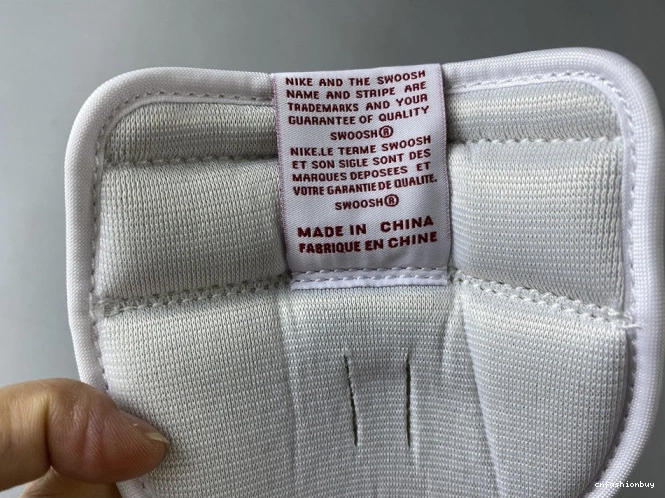 NIKE AND THE SWOOSH
NAME AND STRIPE ARE
TRADEMARKS AND YOUR
GUARANTEE OF QUALITY
SWOOSH®
NIKE.LE TERME SWOOSH
ET SON SIGLE SONT DES
MARQUES DEPOSEES ET
VOTRE GARANTIE DE QUALITE.
SWOOSH®
MADE IN CHINA
FABRIQUE EN CHINE
cnfashionbuy